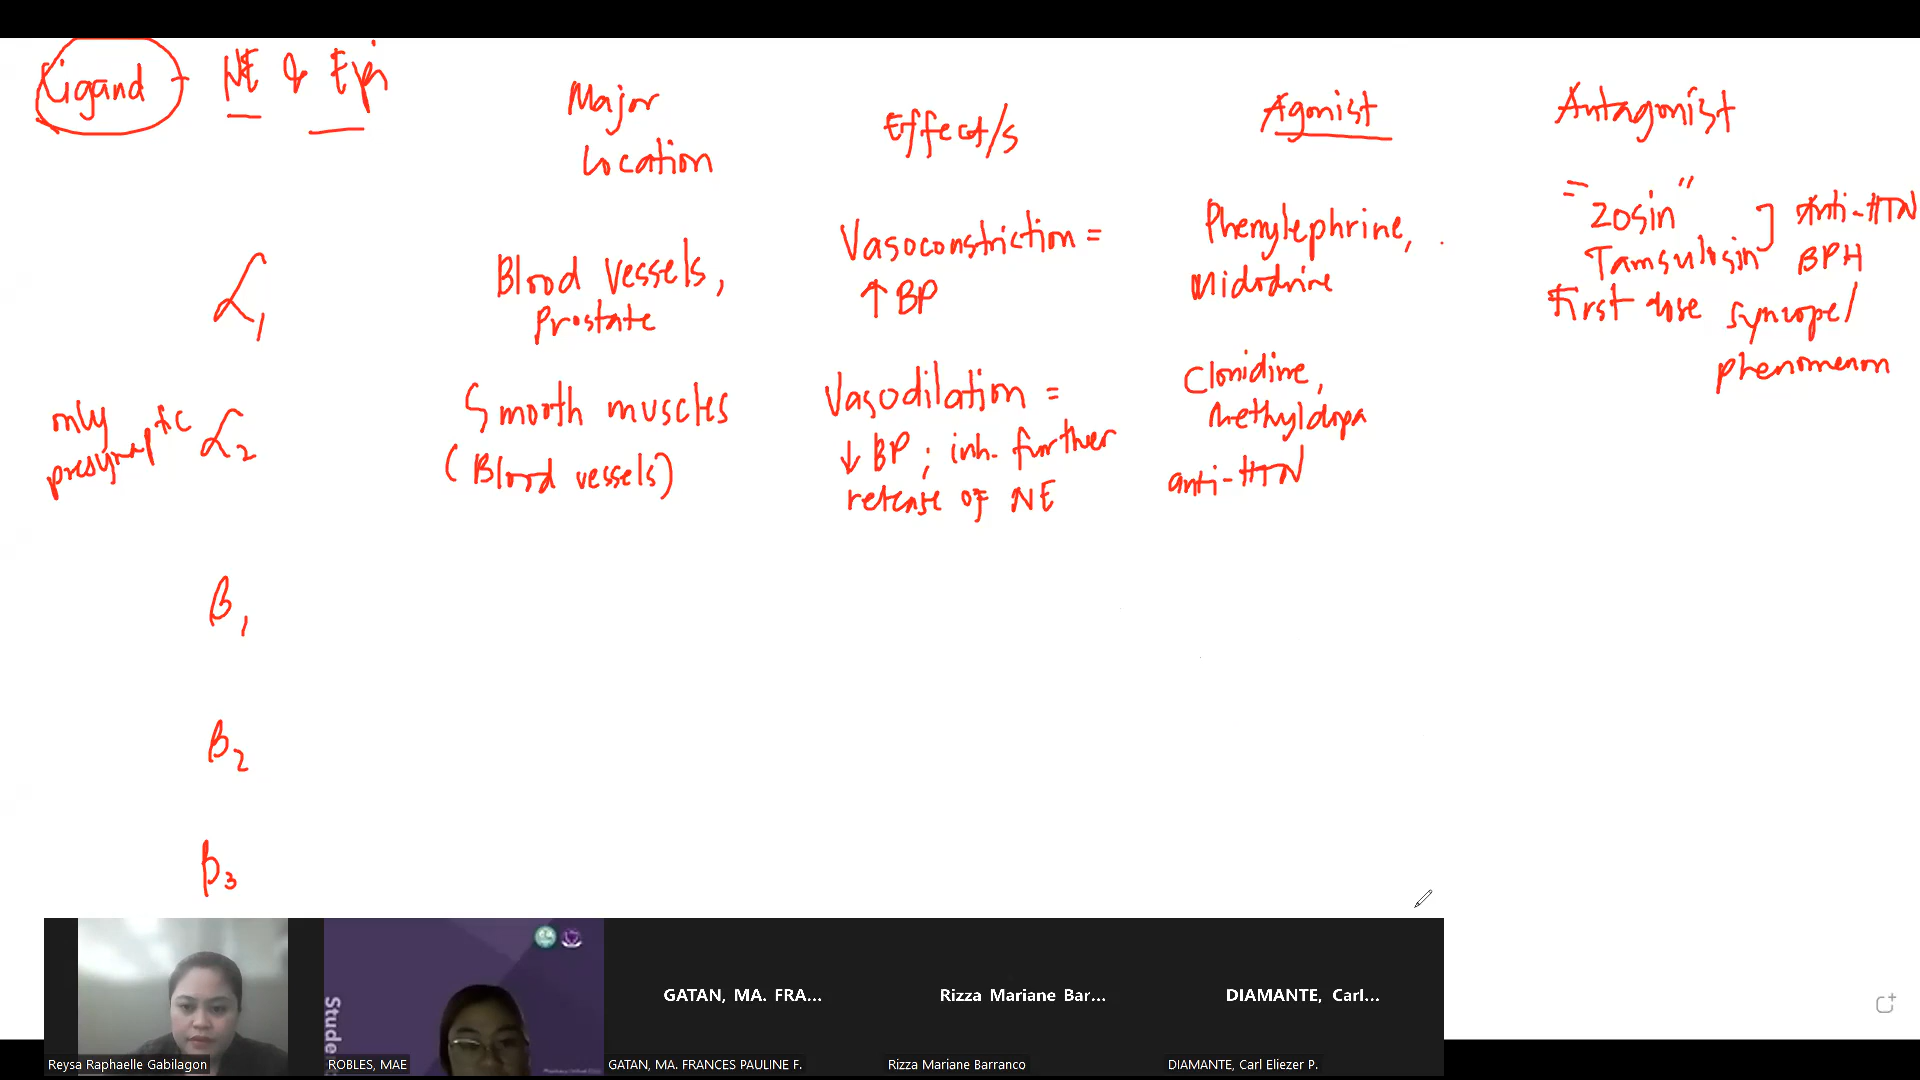 Ligand - NE & Epi
Major
Location
Effect/s
Agonist
Antagonist
α1
Blood vessels,
Prostate
Vasoconstriction =
↑ BP
Phenylephrine,
Midodrine
"zosin"
Tamsulosin ] Anti-HTN
BPH
First dose syncope/
phenomenon
only
presynaptic α2
Smooth muscles
(Blood vessels)
Vasodilation =
↓ BP ; inh. further
release of NE
Clonidine,
Methyldopa
anti-HTN
β1
β2
β3
Stude
GATAN, MA. FRA...
Rizza Mariane Bar...
DIAMANTE, Carl...
Reysa Raphaelle Gabilagon
ROBLES, MAE
GATAN, MA. FRANCES PAULINE F.
Rizza Mariane Barranco
DIAMANTE, Carl Eliezer P.